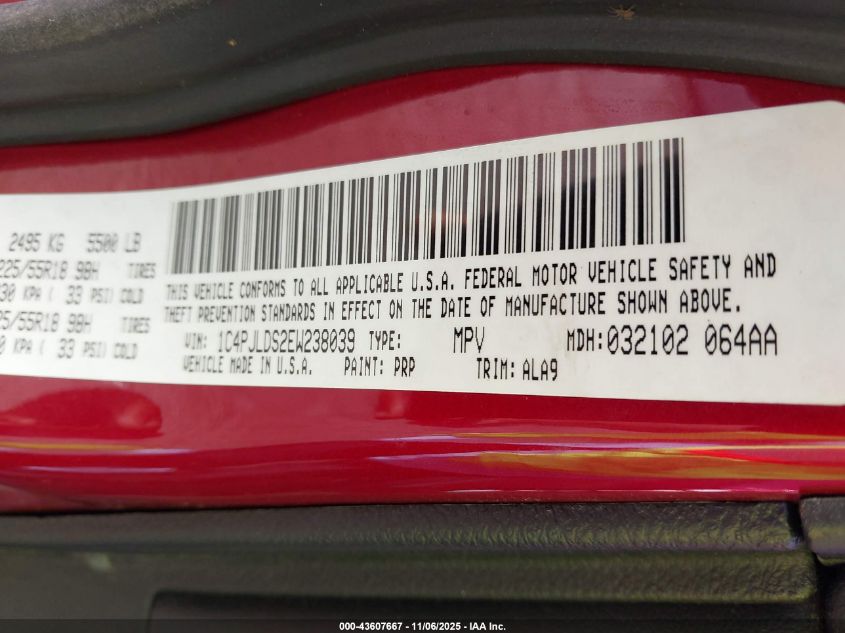 2495 KG 5500 LB
225/55R18 98H TIRES
30 KPA ( 33 PSI) COLD
25/55R18 98H TIRES
0 KPA ( 33 PSI) COLD
THIS VEHICLE CONFORMS TO ALL APPLICABLE U.S.A. FEDERAL MOTOR VEHICLE SAFETY AND
THEFT PREVENTION STANDARDS IN EFFECT ON THE DATE OF MANUFACTURE SHOWN ABOVE.
VIN: 1C4PJLDS2EW238039 TYPE: MPV MDH:032102 064AA
VEHICLE MADE IN U.S.A. PAINT: PRP TRIM: ALA9
000-43607667 - 11/06/2025 - IAA Inc.